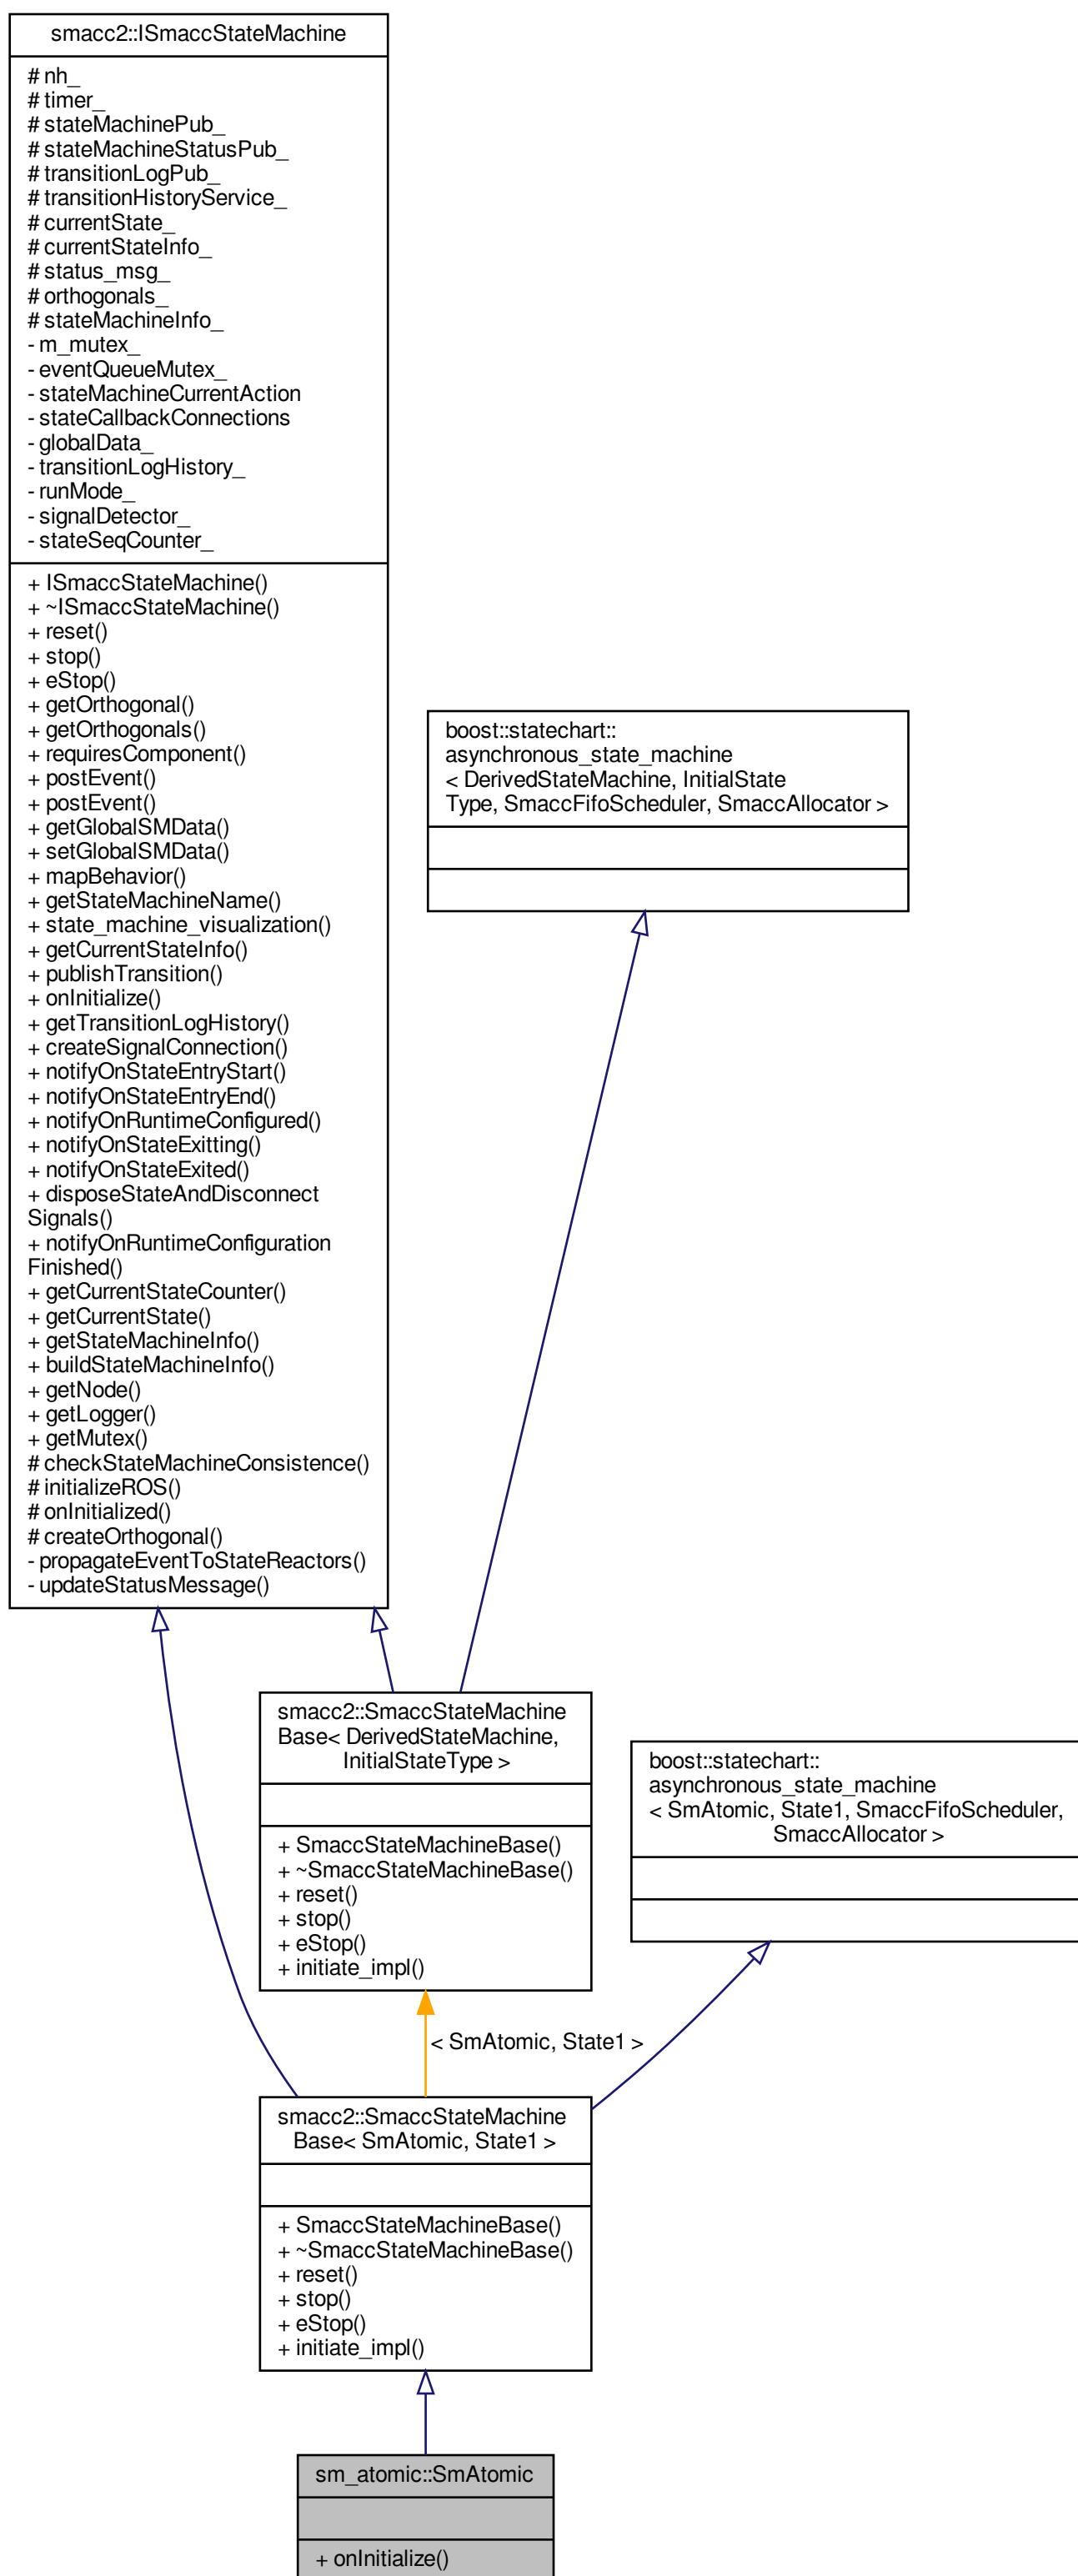 smacc2::ISmaccStateMachine
# nh_
# timer_
# stateMachinePub_
# stateMachineStatusPub_
# transitionLogPub_
# transitionHistoryService_
# currentState_
# currentStateInfo_
# status_msg_
# orthogonals_
# stateMachineInfo_
- m_mutex_
- eventQueueMutex_
- stateMachineCurrentAction
- stateCallbackConnections
- globalData_
- transitionLogHistory_
- runMode_
- signalDetector_
- stateSeqCounter_
+ ISmaccStateMachine()
+ ~ISmaccStateMachine()
+ reset()
+ stop()
+ eStop()
+ getOrthogonal()
+ getOrthogonals()
+ requiresComponent()
+ postEvent()
+ postEvent()
+ getGlobalSMData()
+ setGlobalSMData()
+ mapBehavior()
+ getStateMachineName()
+ state_machine_visualization()
+ getCurrentStateInfo()
+ publishTransition()
+ onInitialize()
+ getTransitionLogHistory()
+ createSignalConnection()
+ notifyOnStateEntryStart()
+ notifyOnStateEntryEnd()
+ notifyOnRuntimeConfigured()
+ notifyOnStateExitting()
+ notifyOnStateExited()
+ disposeStateAndDisconnect
Signals()
+ notifyOnRuntimeConfiguration
Finished()
+ getCurrentStateCounter()
+ getCurrentState()
+ getStateMachineInfo()
+ buildStateMachineInfo()
+ getNode()
+ getLogger()
+ getMutex()
# checkStateMachineConsistence()
# initializeROS()
# onInitialized()
# createOrthogonal()
- propagateEventToStateReactors()
- updateStatusMessage()
boost::statechart::
asynchronous_state_machine
< DerivedStateMachine, InitialState
Type, SmaccFifoScheduler, SmaccAllocator >
smacc2::SmaccStateMachine
Base< DerivedStateMachine,
InitialStateType >
+ SmaccStateMachineBase()
+ ~SmaccStateMachineBase()
+ reset()
+ stop()
+ eStop()
+ initiate_impl()
boost::statechart::
asynchronous_state_machine
< SmAtomic, State1, SmaccFifoScheduler,
SmaccAllocator >
< SmAtomic, State1 >
smacc2::SmaccStateMachine
Base< SmAtomic, State1 >
+ SmaccStateMachineBase()
+ ~SmaccStateMachineBase()
+ reset()
+ stop()
+ eStop()
+ initiate_impl()
sm_atomic::SmAtomic
+ onInitialize()